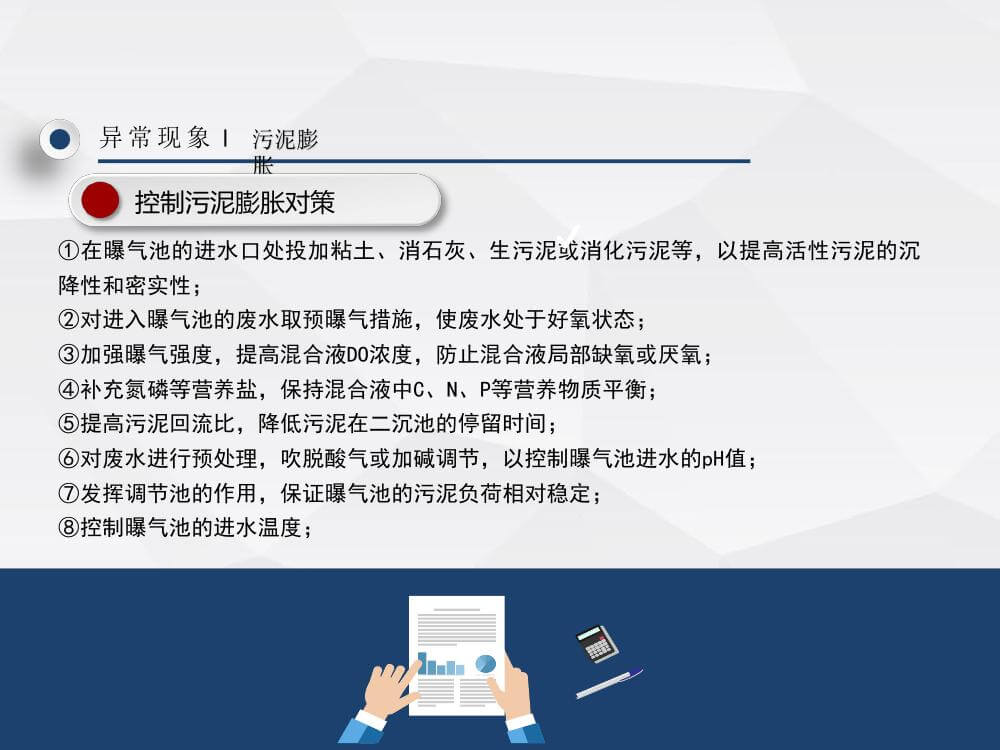 异常现象 | 污泥膨
胀
控制污泥膨胀对策
①在曝气池的进水口处投加粘土、消石灰、生污泥或消化污泥等，以提高活性污泥的沉
降性和密实性；
②对进入曝气池的废水取预曝气措施，使废水处于好氧状态；
③加强曝气强度，提高混合液DO浓度，防止混合液局部缺氧或厌氧；
④补充氮磷等营养盐，保持混合液中C、N、P等营养物质平衡；
⑤提高污泥回流比，降低污泥在二沉池的停留时间；
⑥对废水进行预处理，吹脱酸气或加碱调节，以控制曝气池进水的pH值；
⑦发挥调节池的作用，保证曝气池的污泥负荷相对稳定；
⑧控制曝气池的进水温度；